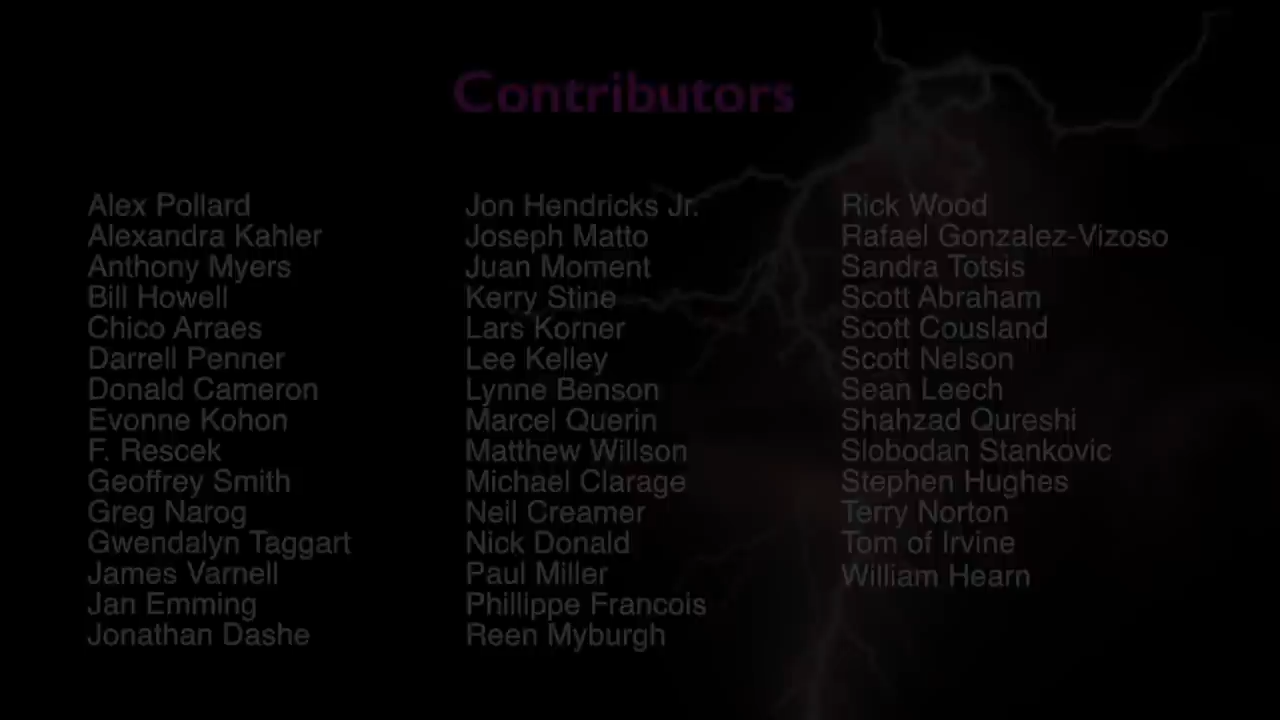 Contributors
Alex Pollard
Alexandra Kahler
Anthony Myers
Bill Howell
Chico Arraes
Darrell Penner
Donald Cameron
Evonne Kohon
F. Rescek
Geoffrey Smith
Greg Narog
Gwendalyn Taggart
James Varnell
Jan Emming
Jonathan Dashe
Jon Hendricks Jr.
Joseph Matto
Juan Moment
Kerry Stine
Lars Korner
Lee Kelley
Lynne Benson
Marcel Querin
Matthew Willson
Michael Clarage
Neil Creamer
Nick Donald
Paul Miller
Phillippe Francois
Reen Myburgh
Rick Wood
Rafael Gonzalez-Vizoso
Sandra Totsis
Scott Abraham
Scott Cousland
Scott Nelson
Sean Leech
Shahzad Qureshi
Slobodan Stankovic
Stephen Hughes
Terry Norton
Tom of Irvine
William Hearn